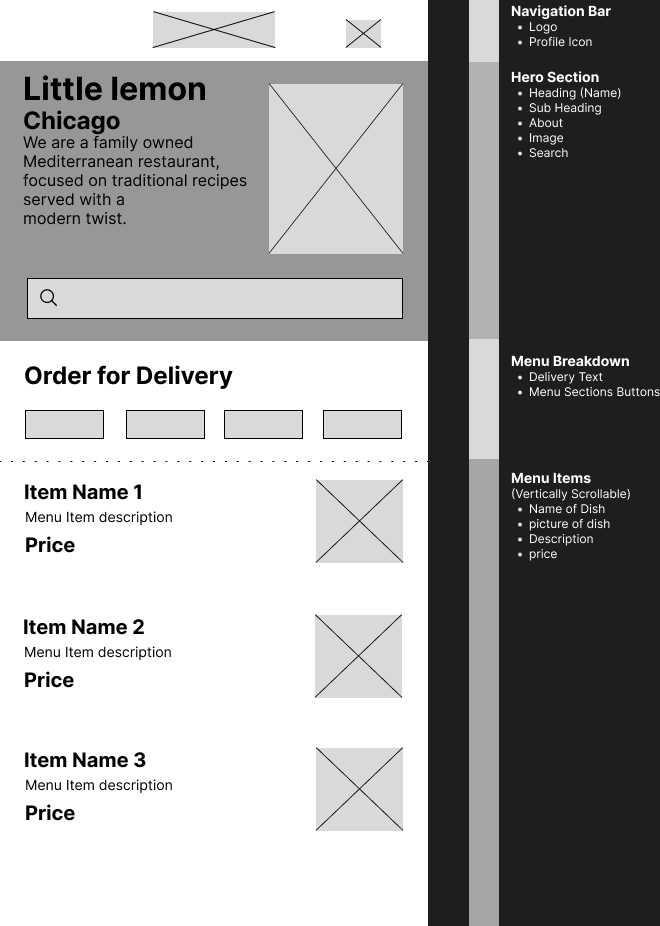 Little lemon
Chicago
We are a family owned
Mediterranean restaurant,
focused on traditional recipes
served with a
modern twist.
Order for Delivery
Item Name 1
Menu Item description
Price
Item Name 2
Menu Item description
Price
Item Name 3
Menu Item description
Price
Navigation Bar
• Logo
• Profile Icon
Hero Section
• Heading (Name)
• Sub Heading
• About
• Image
• Search
Menu Breakdown
• Delivery Text
• Menu Sections Buttons
Menu Items
(Vertically Scrollable)
• Name of Dish
• picture of dish
• Description
• price